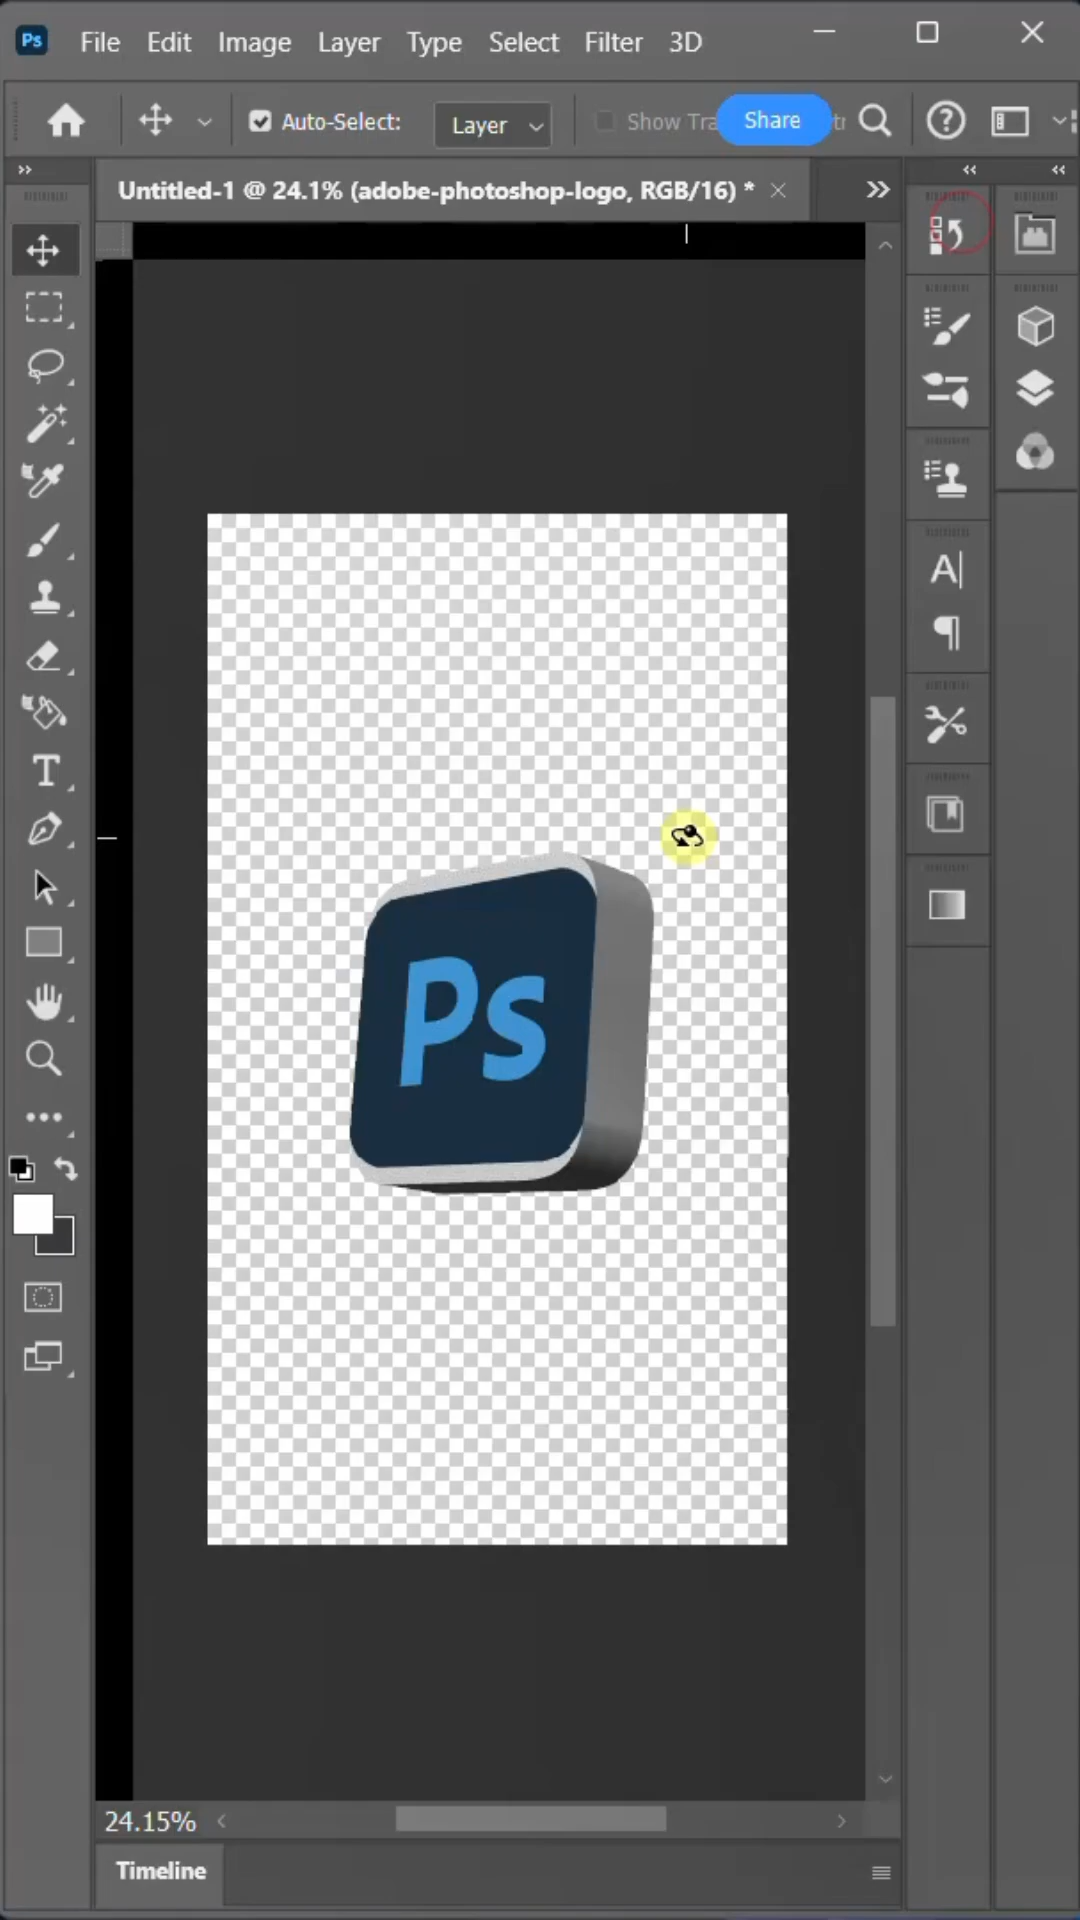 Ps File Edit Image Layer Type Select Filter 3D
Auto-Select: Layer Show Tra Share
Untitled-1 @ 24.1% (adobe-photoshop-logo, RGB/16) *
Ps
24.15%
Timeline